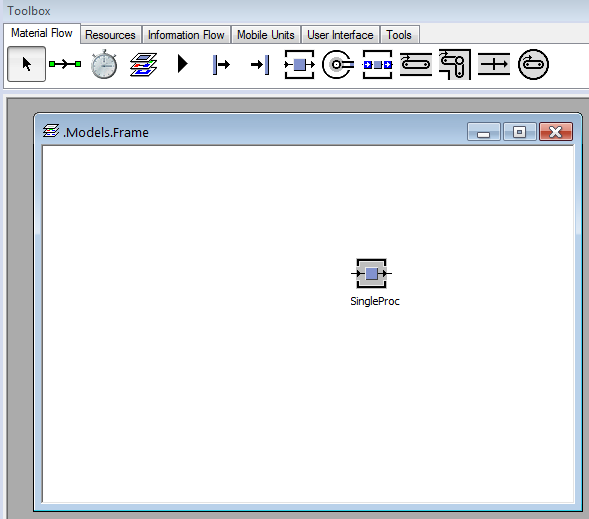 Toolbox
Material Flow Resources Information Flow Mobile Units User Interface Tools
.Models.Frame
SingleProc